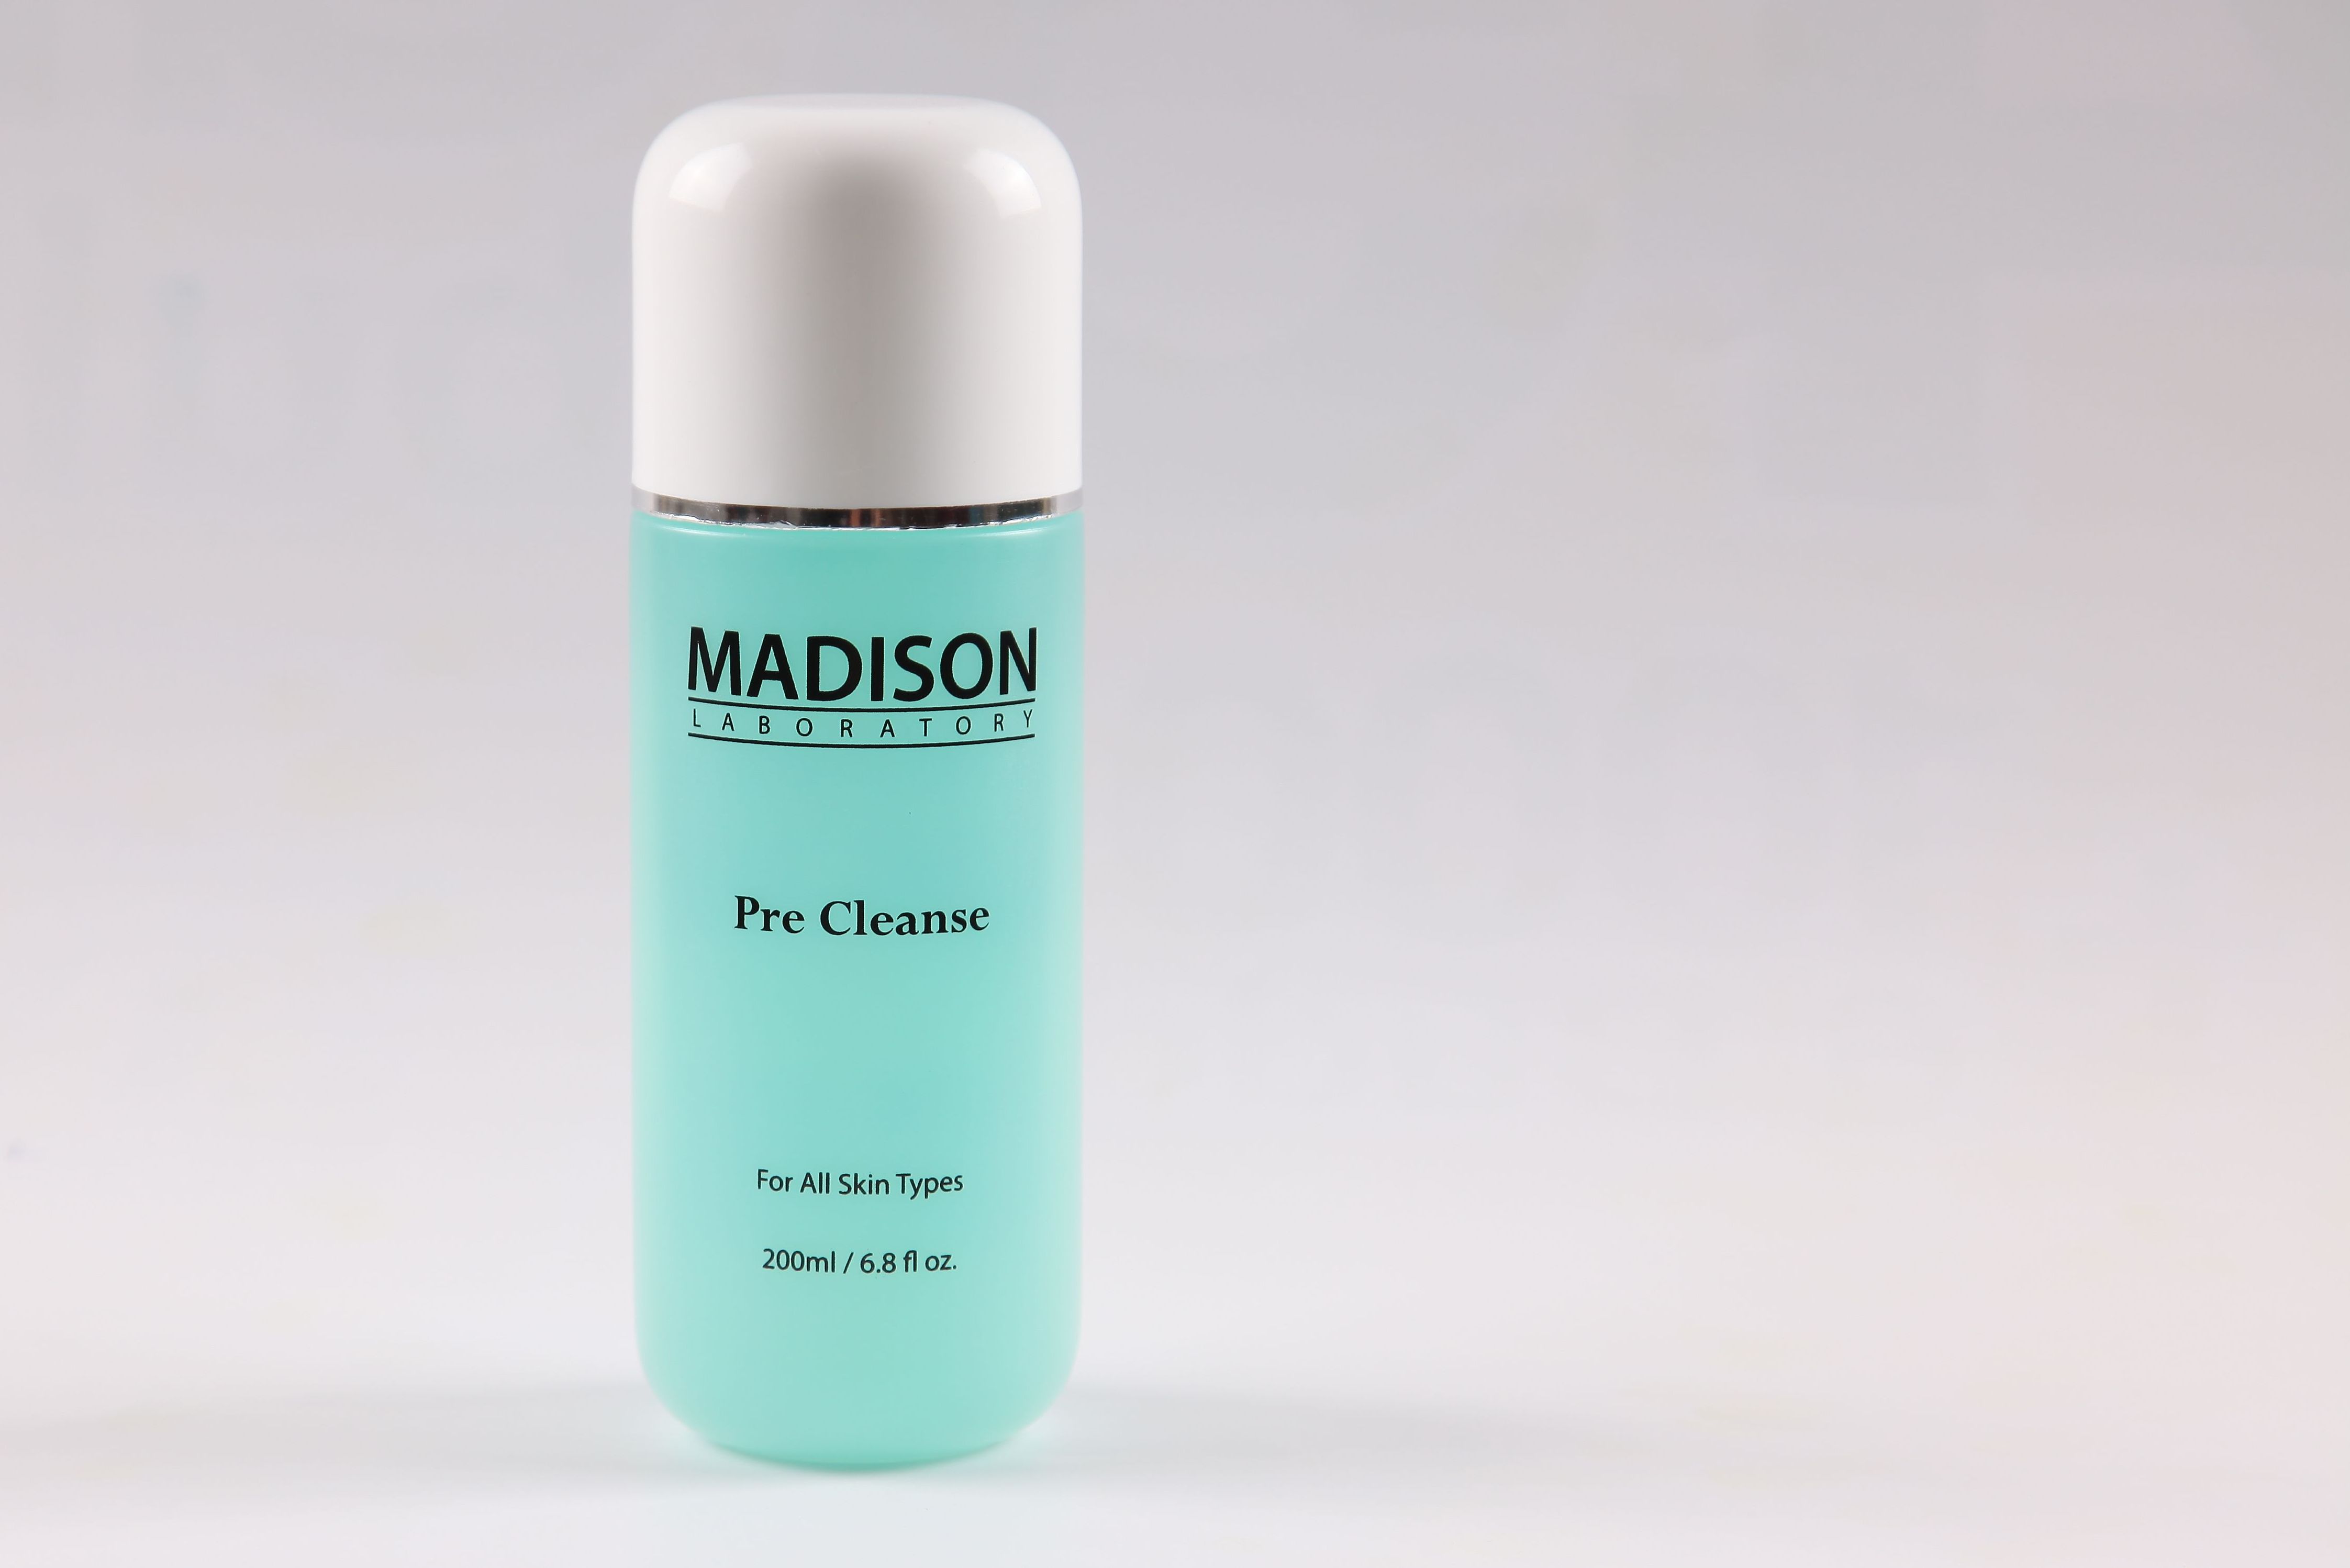 MADISON
LABORATORY
Pre Cleanse
For All Skin Types
200ml / 6.8 fl oz.